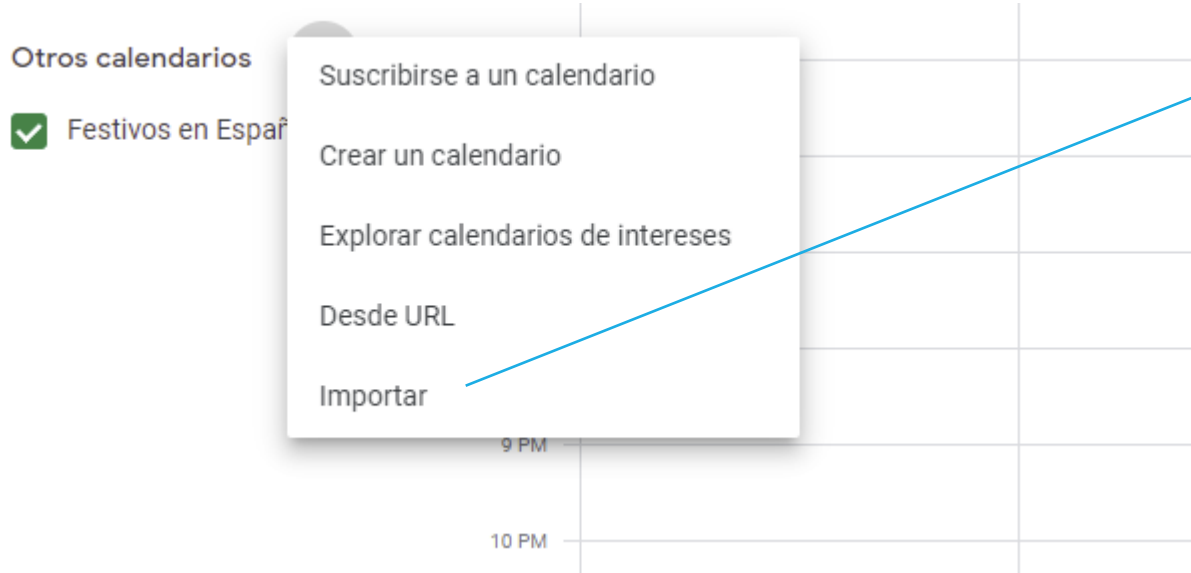 Otros calendarios
Suscribirse a un calendario
Festivos en Españ
Crear un calendario
Explorar calendarios de intereses
Desde URL
Importar
9 PM
10 PM